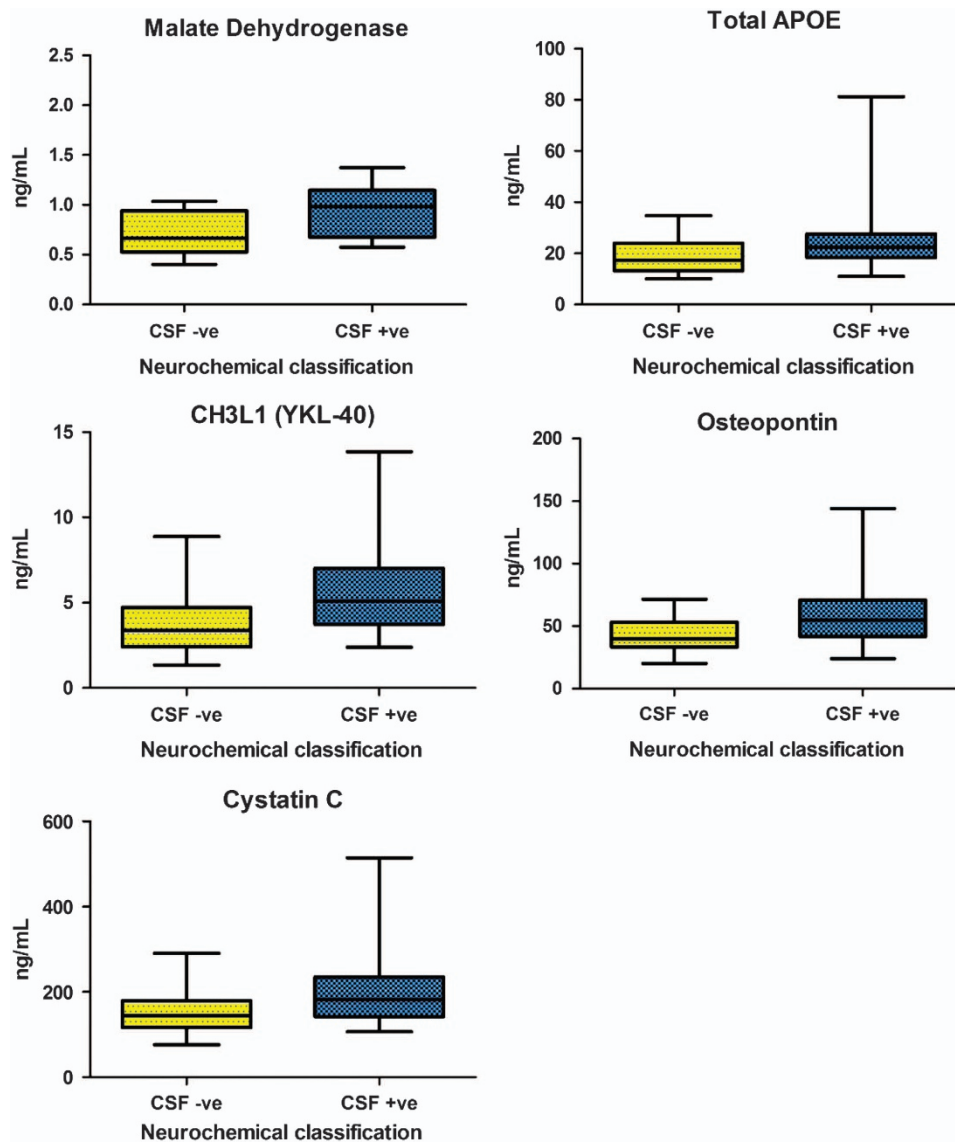 Malate Dehydrogenase
2.5
2.0
1.5
1.0
0.5
0.0
ng/mL
CSF -ve
CSF +ve
Neurochemical classification
Total APOE
100
80
60
40
20
0
ng/mL
CSF -ve
CSF +ve
Neurochemical classification
CH3L1 (YKL-40)
15
10
5
0
ng/mL
CSF -ve
CSF +ve
Neurochemical classification
Osteopontin
200
150
100
50
0
ng/mL
CSF -ve
CSF +ve
Neurochemical classification
Cystatin C
600
400
200
0
ng/mL
CSF -ve
CSF +ve
Neurochemical classification